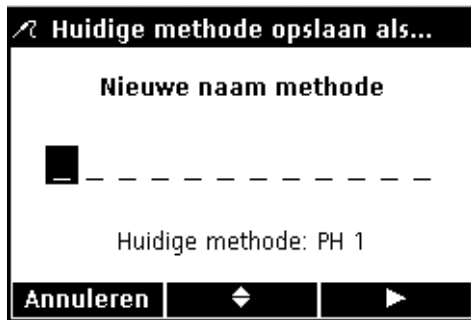 Huidige methode opslaan als...
Nieuwe naam methode
_ _ _ _ _ _ _ _ _ _ _ _
Huidige methode: PH 1
Annuleren